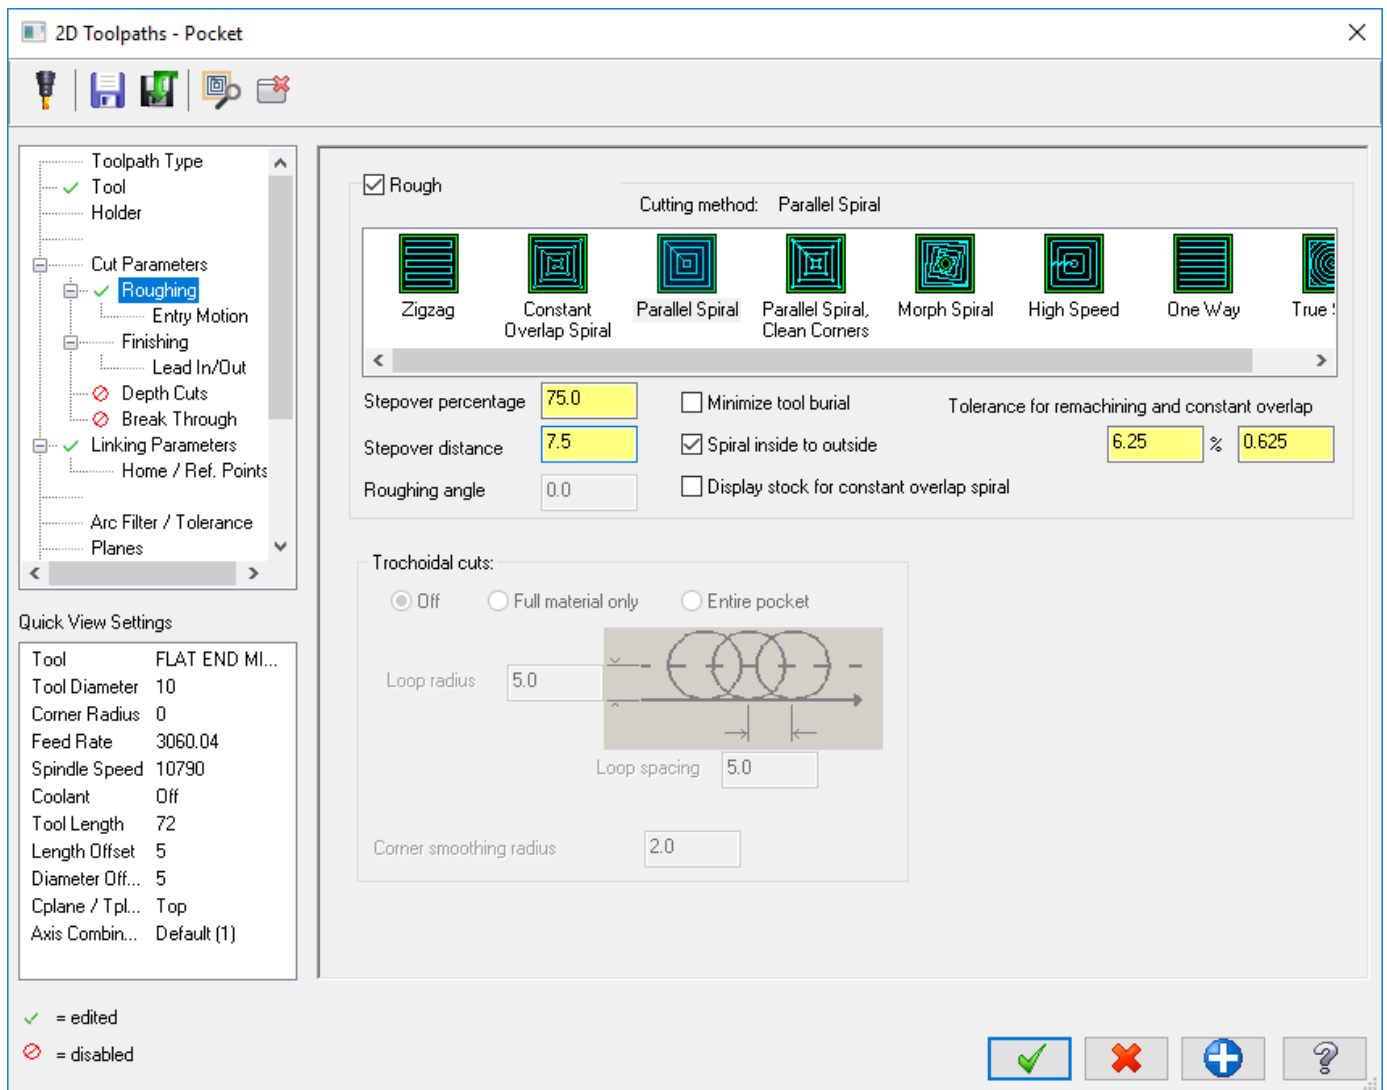 2D Toolpaths - Pocket
Toolpath Type
Tool
Holder
Cut Parameters
Roughing
Entry Motion
Finishing
Lead In/Out
Depth Cuts
Break Through
Linking Parameters
Home / Ref. Points
Arc Filter / Tolerance
Planes
Quick View Settings
Tool FLAT END MI...
Tool Diameter 10
Corner Radius 0
Feed Rate 3060.04
Spindle Speed 10790
Coolant Off
Tool Length 72
Length Offset 5
Diameter Off... 5
Cplane / Tpl... Top
Axis Combin... Default (1)
= edited
= disabled
Rough
Cutting method: Parallel Spiral
Zigzag
Constant
Overlap Spiral
Parallel Spiral
Parallel Spiral,
Clean Corners
Morph Spiral
High Speed
One Way
True
Stepover percentage 75.0
Minimize tool burial
Tolerance for remachining and constant overlap
Stepover distance 7.5
Spiral inside to outside
6.25 % 0.625
Roughing angle 0.0
Display stock for constant overlap spiral
Trochoidal cuts:
Off Full material only Entire pocket
Loop radius 5.0
Loop spacing 5.0
Corner smoothing radius 2.0